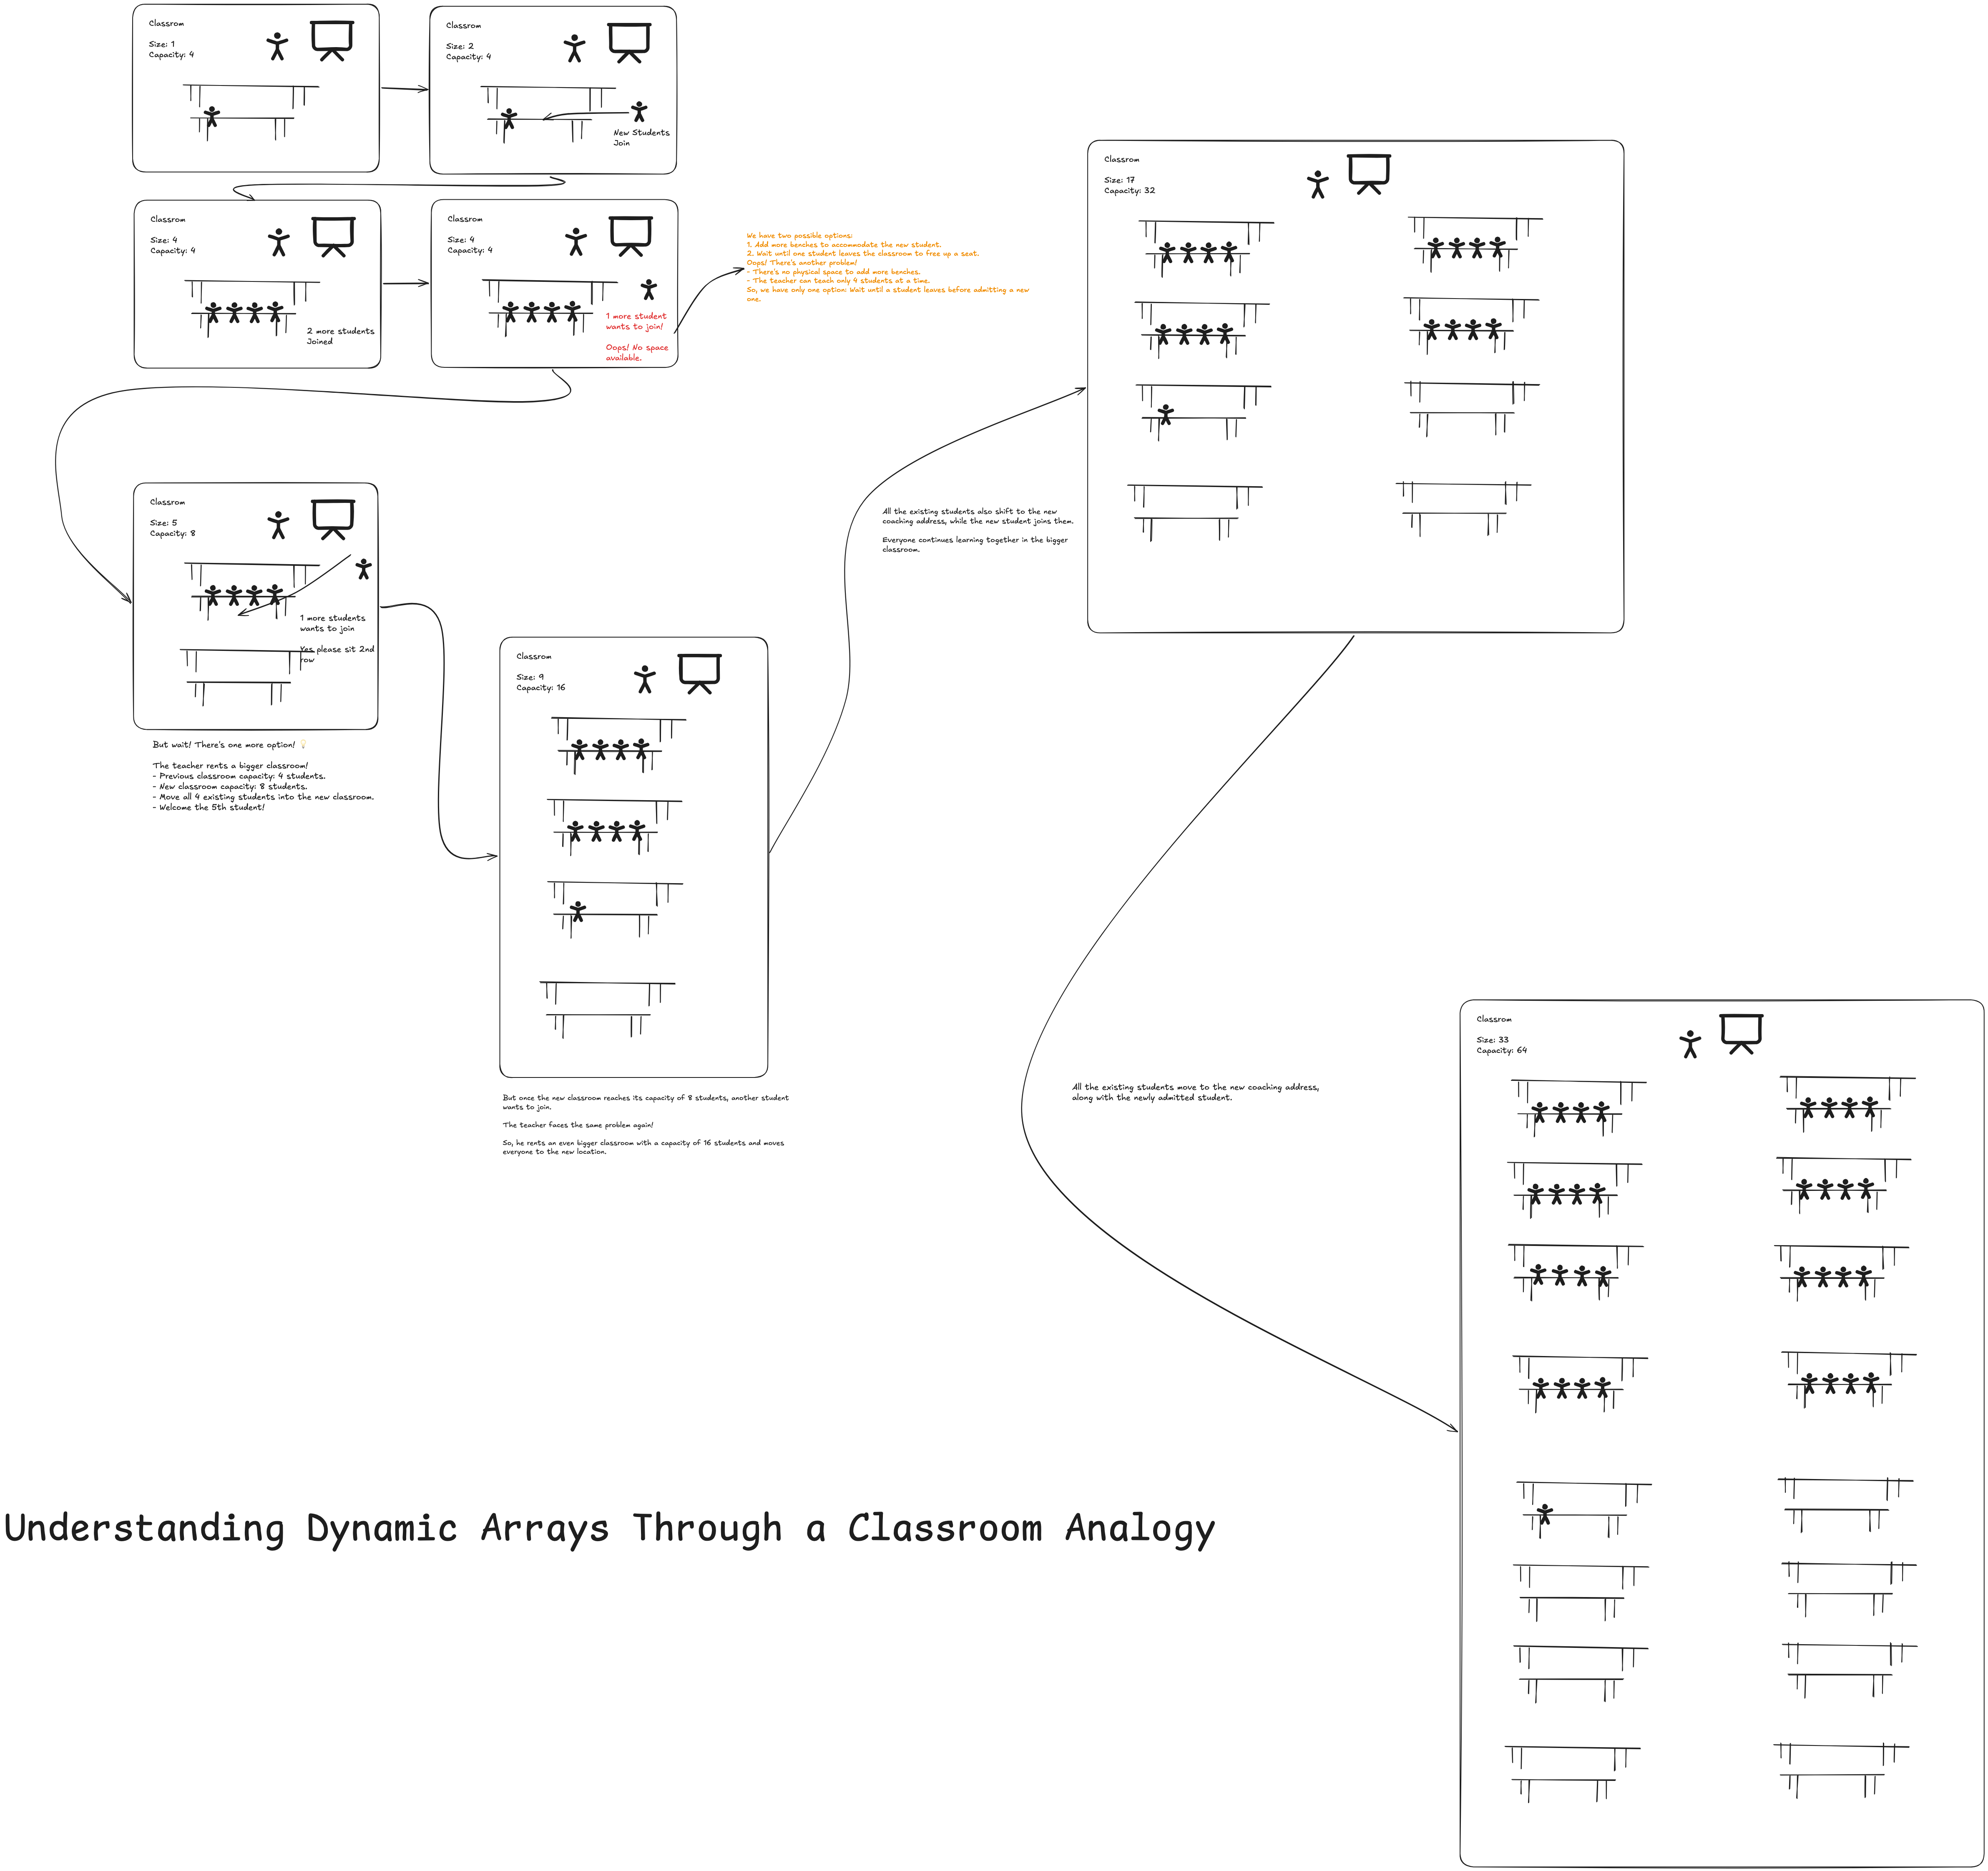 Classrom
Size: 1
Capacity: 4
Classrom
Size: 2
Capacity: 4
New Students
Join
Classrom
Size: 4
Capacity: 4
2 more students
Joined
Classrom
Size: 4
Capacity: 4
1 more student
wants to join!
Oops! No space
available.
We have two possible options:
1. Add more benches to accommodate the new student.
2. Wait until one student leaves the classroom to free up a seat.
Oops! There's another problem!
- There's no physical space to add more benches.
- The teacher can teach only 4 students at a time.
So, we have only one option: Wait until a student leaves before admitting a new
one.
Classrom
Size: 5
Capacity: 8
1 more students
wants to join
Yes please sit 2nd
row
But wait! There's one more option! 💡
The teacher rents a bigger classroom!
- Previous classroom capacity: 4 students.
- New classroom capacity: 8 students.
- Move all 4 existing students into the new classroom.
- Welcome the 5th student!
Classrom
Size: 9
Capacity: 16
But once the new classroom reaches its capacity of 8 students, another student
wants to join.
The teacher faces the same problem again!
So, he rents an even bigger classroom with a capacity of 16 students and moves
everyone to the new location.
All the existing students also shift to the new
coaching address, while the new student joins them.
Everyone continues learning together in the bigger
classroom.
Classrom
Size: 17
Capacity: 32
All the existing students move to the new coaching address,
along with the newly admitted student.
Classrom
Size: 33
Capacity: 64
Understanding Dynamic Arrays Through a Classroom Analogy